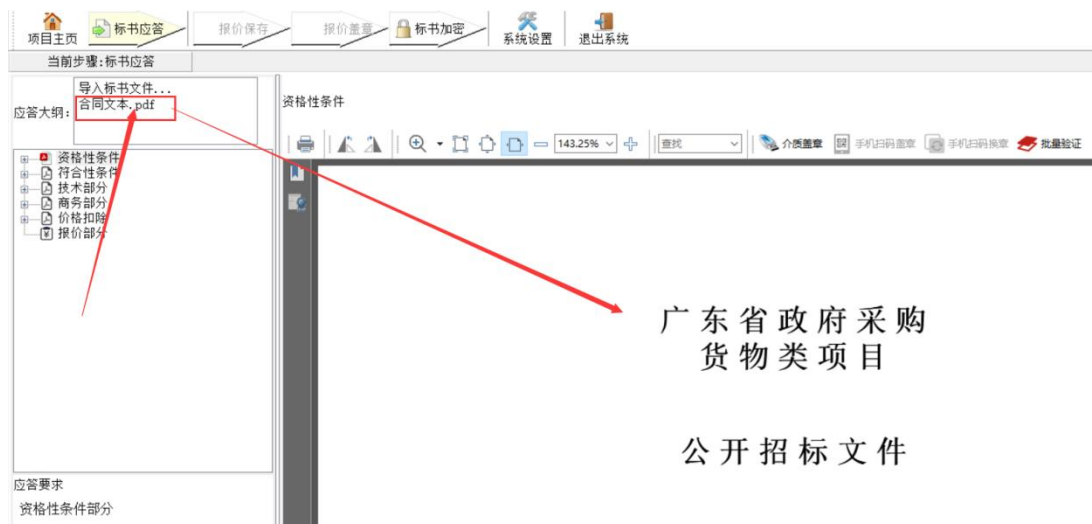 项目主页 标书应答 报价保存 报价盖章 标书加密 系统设置 退出系统
当前步骤:标书应答
应答大纲:
导入标书文件...
合同文本.pdf
资格性条件
符合性条件
技术部分
商务部分
价格扣除
报价部分
应答要求
资格性条件部分
资格性条件
143.25% 查找 介质盖章 手机扫码盖章 手机扫码换章 批量验证
广东省政府采购
货物类项目
公开招标文件